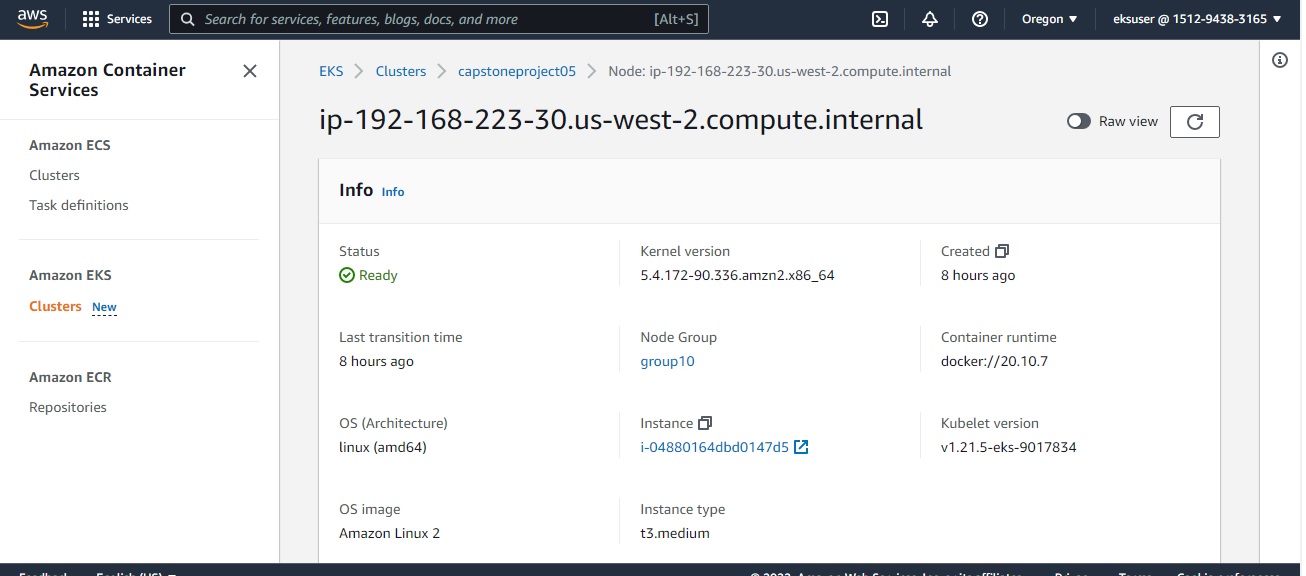 aws
Services
Search for services, features, blogs, docs, and more
[Alt+S]
Oregon
eksuser @ 1512-9438-3165
Amazon Container
Services
Amazon ECS
Clusters
Task definitions
Amazon EKS
Clusters New
Amazon ECR
Repositories
EKS Clusters capstoneproject05 Node: ip-192-168-223-30.us-west-2.compute.internal
ip-192-168-223-30.us-west-2.compute.internal
Raw view
Info Info
Status
Ready
Kernel version
5.4.172-90.336.amzn2.x86_64
Created
8 hours ago
Last transition time
8 hours ago
Node Group
group10
Container runtime
docker://20.10.7
OS (Architecture)
linux (amd64)
Instance
i-04880164dbd0147d5
Kubelet version
v1.21.5-eks-9017834
OS image
Amazon Linux 2
Instance type
t3.medium